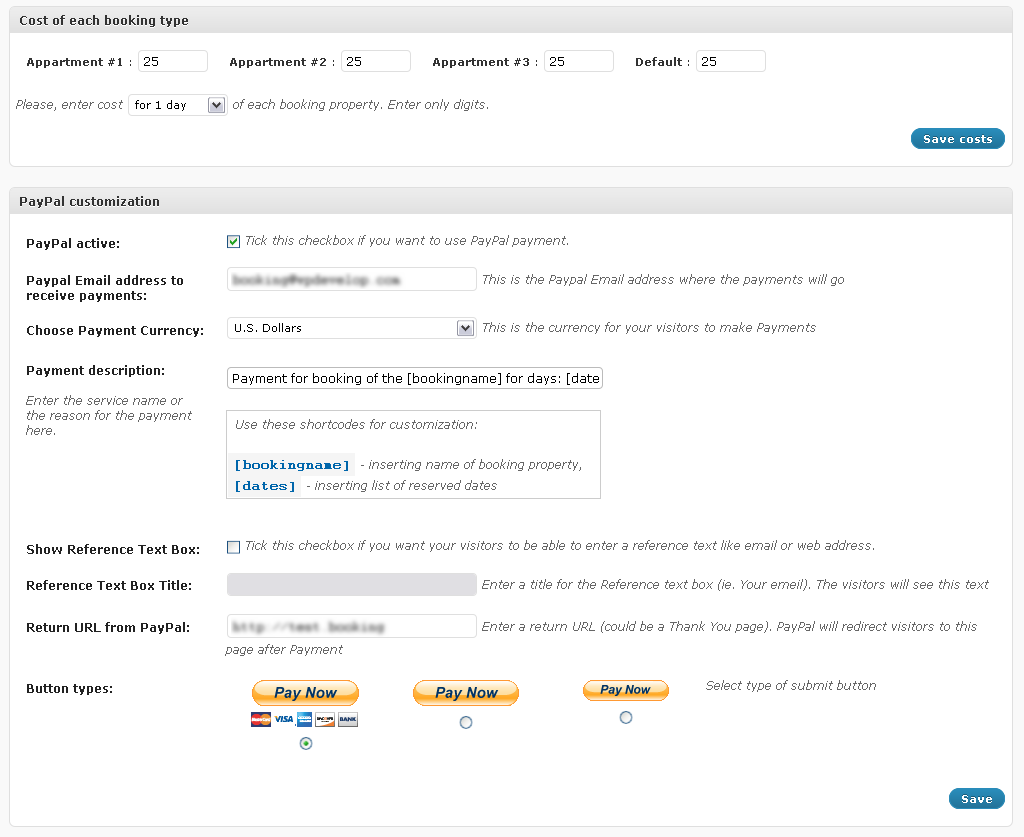 Cost of each booking type
Appartment #1 : 25 Appartment #2 : 25 Appartment #3 : 25 Default : 25
Please, enter cost for 1 day of each booking property. Enter only digits.
Save costs
PayPal customization
PayPal active: Tick this checkbox if you want to use PayPal payment.
Paypal Email address to This is the Paypal Email address where the payments will go
receive payments:
Choose Payment Currency: U.S. Dollars This is the currency for your visitors to make Payments
Payment description: Payment for booking of the [bookingname] for days: [date
Enter the service name or
the reason for the payment
here.
Use these shortcodes for customization:
[bookingname] - inserting name of booking property,
[dates] - inserting list of reserved dates
Show Reference Text Box: Tick this checkbox if you want your visitors to be able to enter a reference text like email or web address.
Reference Text Box Title: Enter a title for the Reference text box (ie. Your emeil). The visitors will see this text
Return URL from PayPal: Enter a return URL (could be a Thank You page). PayPal will redirect visitors to this
page after Payment
Button types: Pay Now Pay Now Pay Now Select type of submit button
VISA BANK
Save